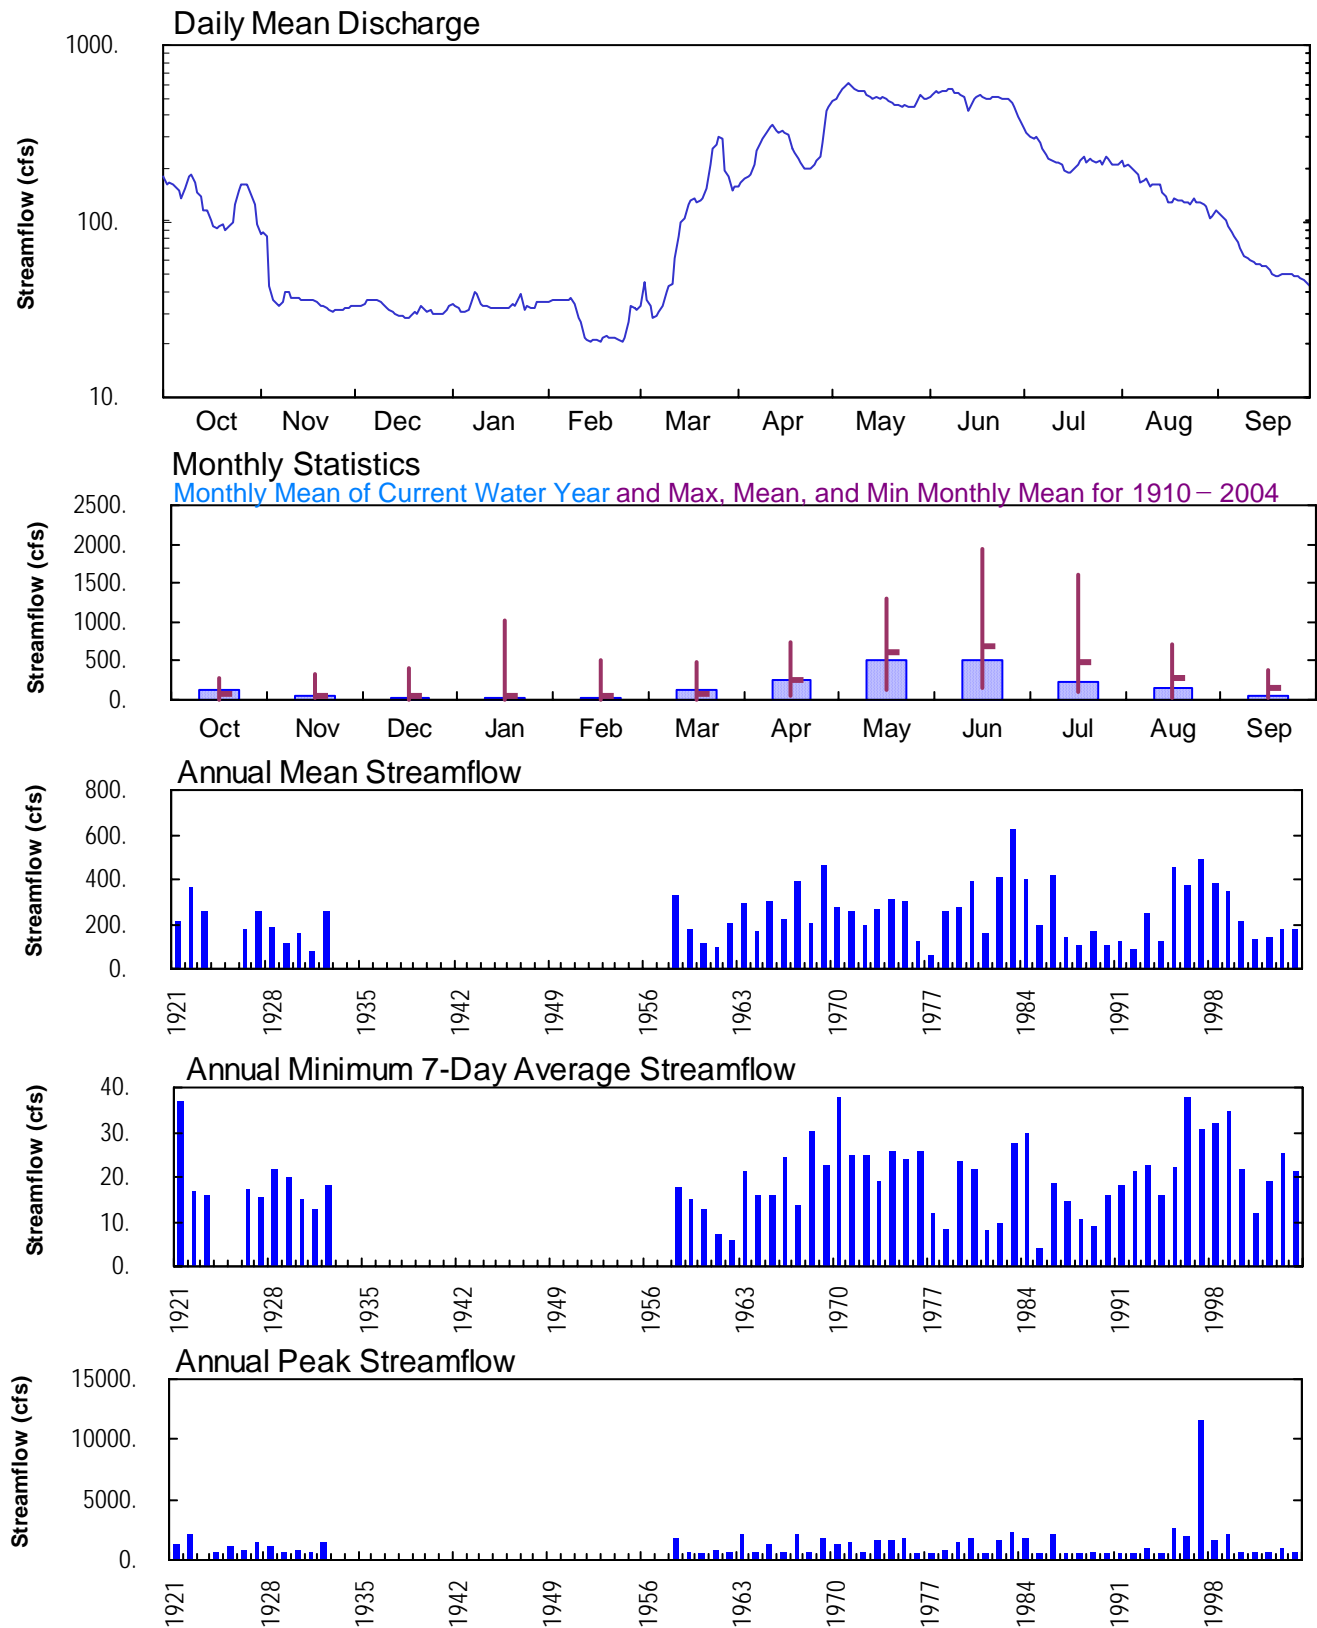 Daily Mean Discharge
Streamflow (cfs)
1000.
100.
10.
Oct Nov Dec Jan Feb Mar Apr May Jun Jul Aug Sep
Monthly Statistics
Monthly Mean of Current Water Year and Max, Mean, and Min Monthly Mean for 1910 – 2004
Streamflow (cfs)
2500.
2000.
1500.
1000.
500.
0.
Oct Nov Dec Jan Feb Mar Apr May Jun Jul Aug Sep
Annual Mean Streamflow
Streamflow (cfs)
800.
600.
400.
200.
0.
1921 1928 1935 1942 1949 1956 1963 1970 1977 1984 1991 1998
Annual Minimum 7-Day Average Streamflow
Streamflow (cfs)
40.
30.
20.
10.
0.
1921 1928 1935 1942 1949 1956 1963 1970 1977 1984 1991 1998
Annual Peak Streamflow
Streamflow (cfs)
15000.
10000.
5000.
0.
1921 1928 1935 1942 1949 1956 1963 1970 1977 1984 1991 1998